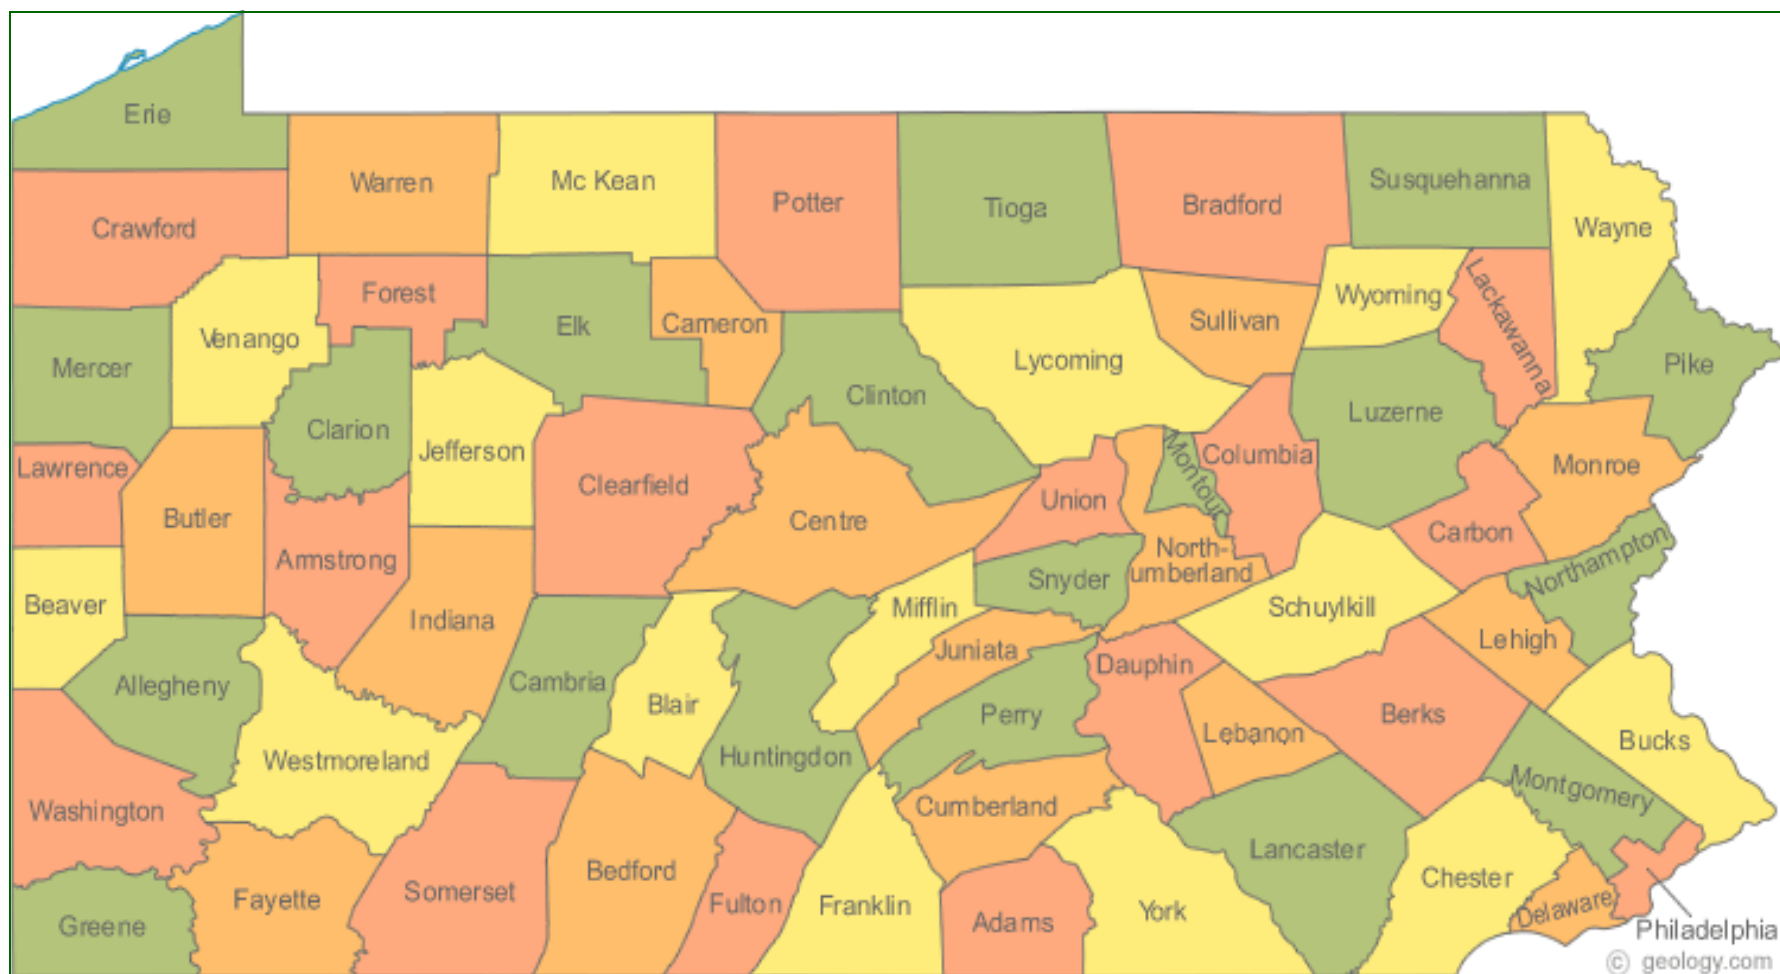 Erie
Warren
Mc Kean
Potter
Tioga
Bradford
Susquehanna
Wayne
Crawford
Forest
Venango
Elk
Cameron
Lycoming
Sullivan
Wyoming
Lackawanna
Mercer
Clarion
Jefferson
Clinton
Luzerne
Pike
Lawrence
Butler
Clearfield
Centre
Union
Montour
Columbia
Monroe
Armstrong
Carbon
Beaver
Indiana
Mifflin
Snyder
North-
umberland
Schuylkill
Northampton
Allegheny
Cambria
Blair
Juniata
Dauphin
Lehigh
Westmoreland
Huntingdon
Perry
Lebanon
Berks
Bucks
Washington
Cumberland
Montgomery
Greene
Fayette
Somerset
Bedford
Fulton
Franklin
Adams
York
Lancaster
Chester
Delaware
Philadelphia
© geology.com